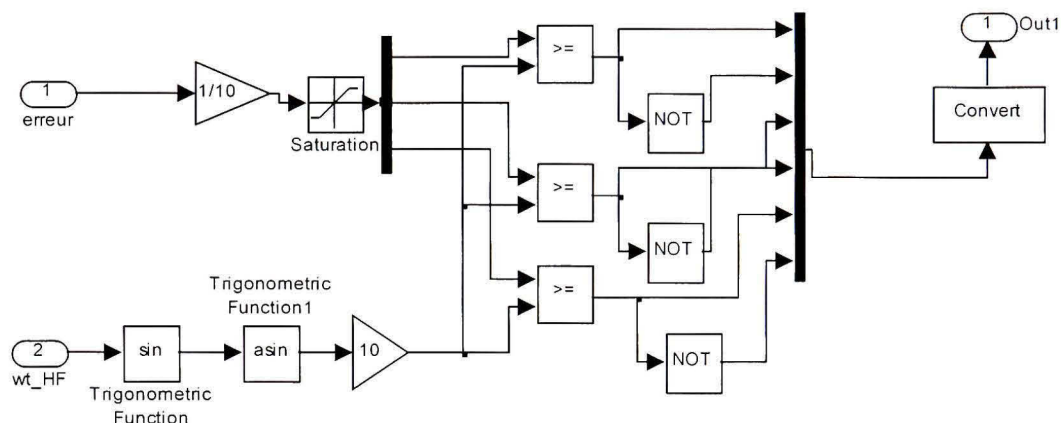 1
erreur
1/10
Saturation
>=
NOT
>=
NOT
>=
NOT
1
Out1
Convert
2
wt_HF
sin
Trigonometric
Function
Trigonometric
Function1
asin
10